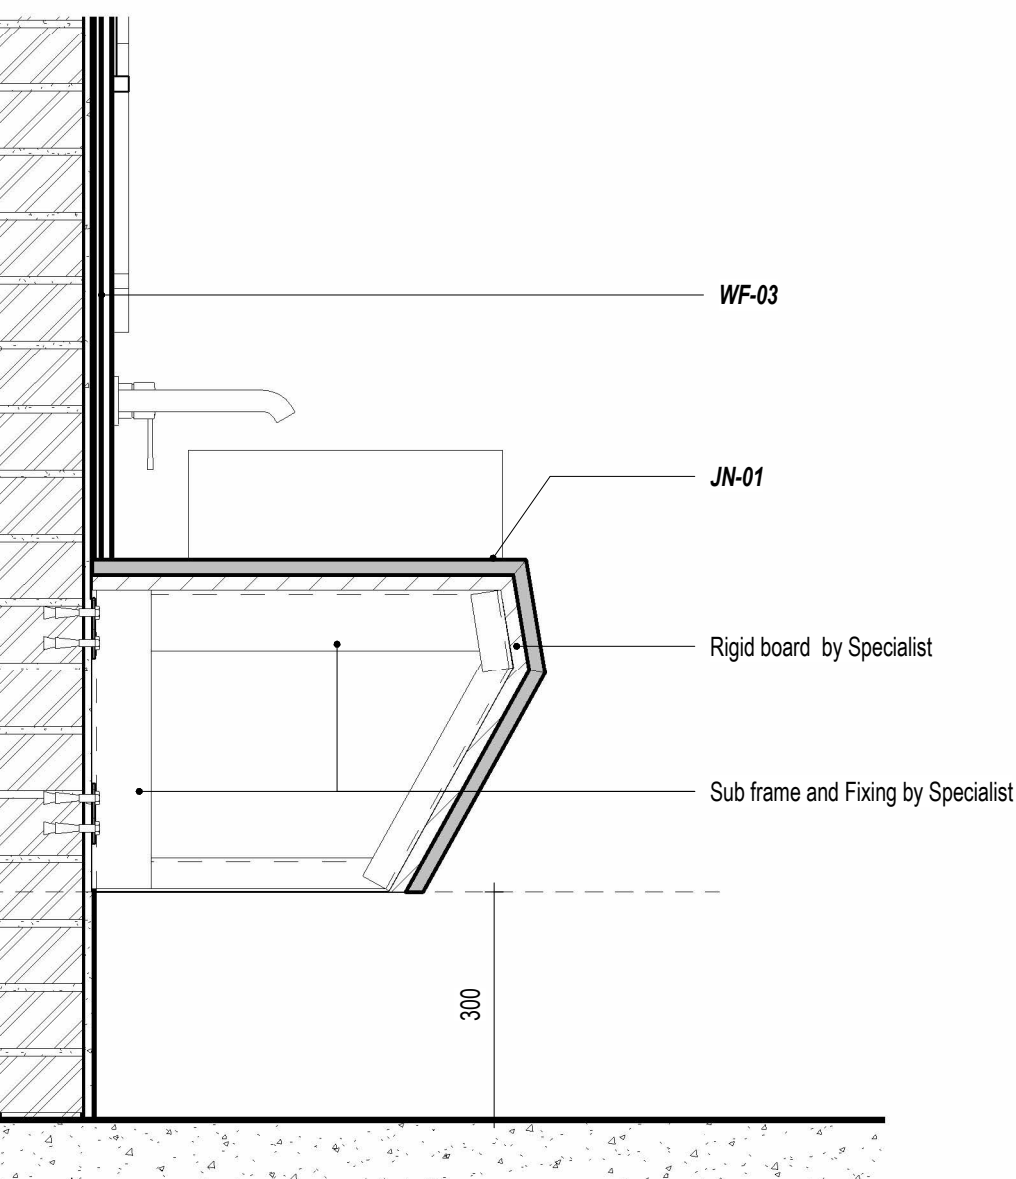 WF-03
JN-01
Rigid board by Specialist
Sub frame and Fixing by Specialist
300